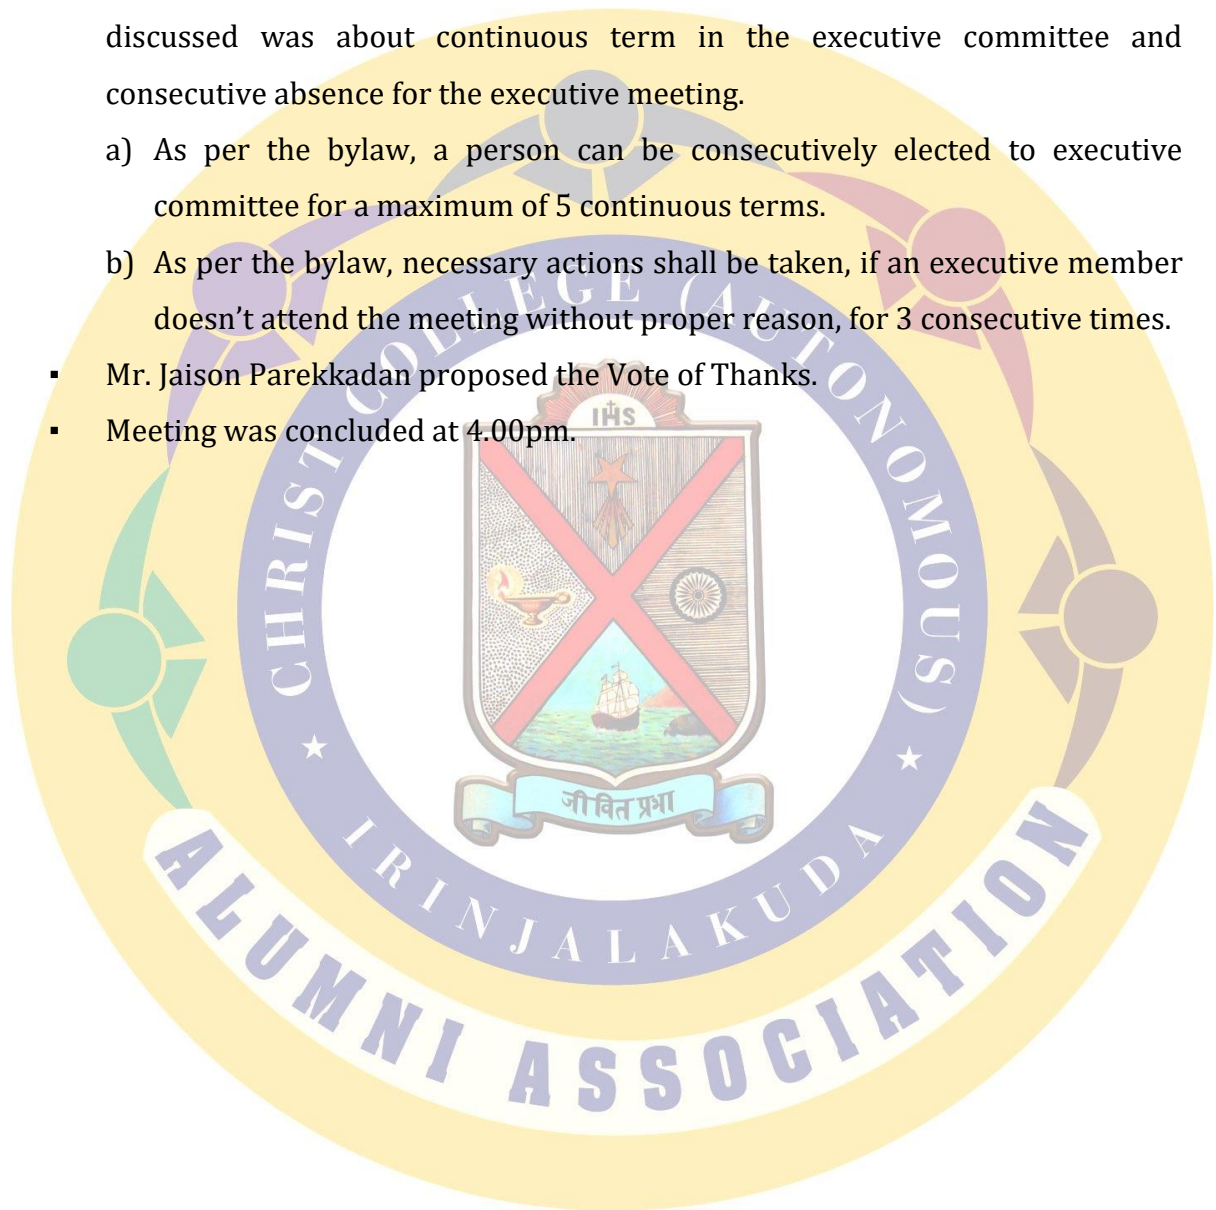 discussed was about continuous term in the executive committee and
consecutive absence for the executive meeting.
a) As per the bylaw, a person can be consecutively elected to executive
committee for a maximum of 5 continuous terms.
b) As per the bylaw, necessary actions shall be taken, if an executive member
doesn’t attend the meeting without proper reason, for 3 consecutive times.
▪ Mr. Jaison Parekkadan proposed the Vote of Thanks.
▪ Meeting was concluded at 4.00pm.
CHRIST COLLEGE (AUTONOMOUS)
IHS
जीवित प्रभा
★ IRINJALAKUDA ★
ALUMNI ASSOCIATION